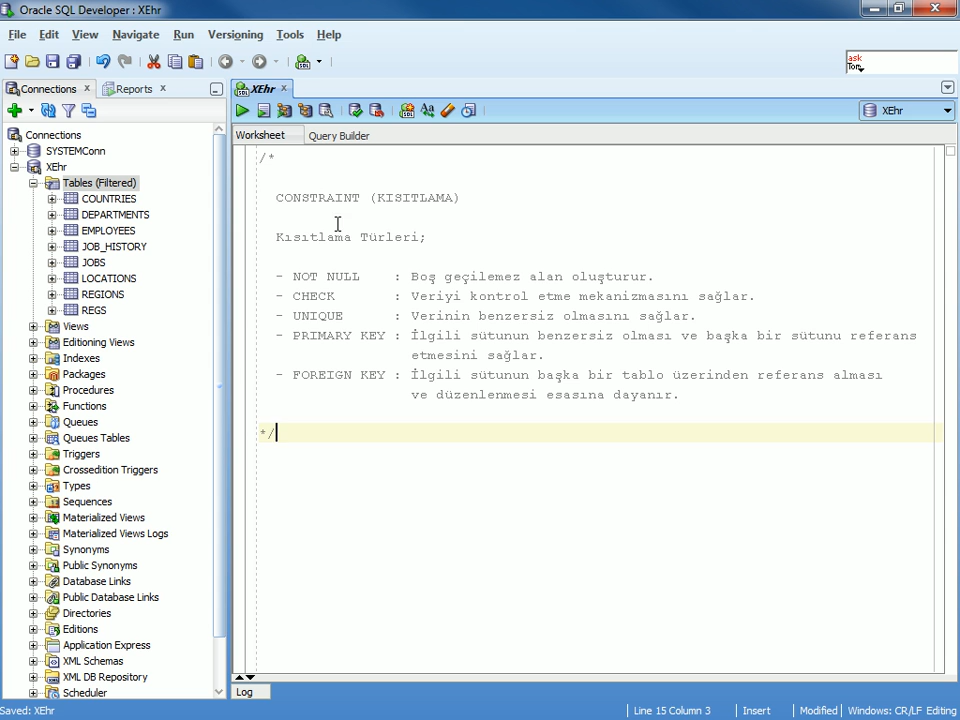 Oracle SQL Developer : XEhr
File Edit View Navigate Run Versioning Tools Help
ask
Tom
Connections Reports
XEhr
XEhr
Worksheet Query Builder
Connections
SYSTEMConn
XEhr
Tables (Filtered)
COUNTRIES
DEPARTMENTS
EMPLOYEES
JOB_HISTORY
JOBS
LOCATIONS
REGIONS
REGS
Views
Editioning Views
Indexes
Packages
Procedures
Functions
Queues
Queues Tables
Triggers
Crossedition Triggers
Types
Sequences
Materialized Views
Materialized Views Logs
Synonyms
Public Synonyms
Database Links
Public Database Links
Directories
Editions
Application Express
XML Schemas
XML DB Repository
Scheduler
/*
CONSTRAINT (KISITLAMA)
Kısıtlama Türleri;
- NOT NULL : Boş geçilemez alan oluşturur.
- CHECK : Veriyi kontrol etme mekanizmasını sağlar.
- UNIQUE : Verinin benzersiz olmasını sağlar.
- PRIMARY KEY : İlgili sütunun benzersiz olması ve başka bir sütunu referans
etmesini sağlar.
- FOREIGN KEY : İlgili sütunun başka bir tablo üzerinden referans alması
ve düzenlenmesi esasına dayanır.
*/
Log
Saved: XEhr
Line 15 Column 3 Insert Modified Windows: CR/LF Editing